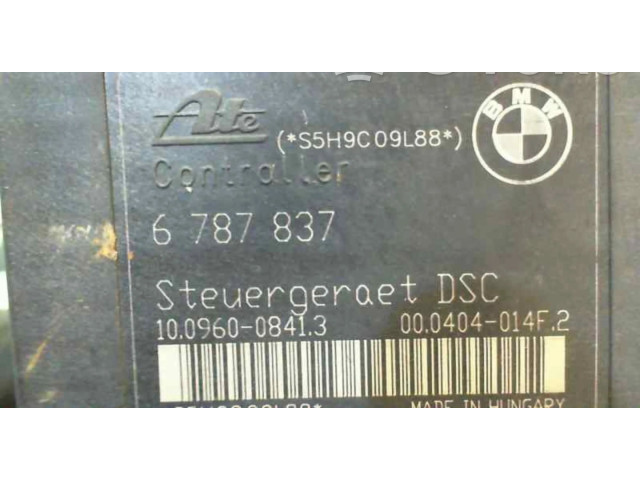 Ate
(*S5H9C09L88*)
BMW
Controller
6 787 837
Steuergeraet DSC
10.0960-0841.3 00.0404-014F.2
*S5H9C09L88*
MADE IN HUNGARY